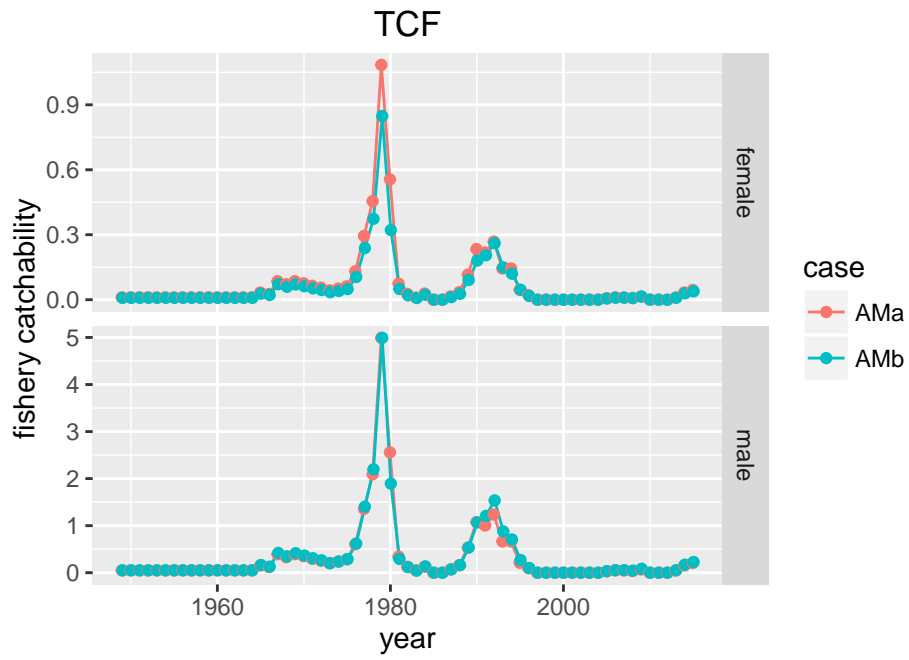 TCF
fishery catchability
0.9
0.6
0.3
0.0
female
5
4
3
2
1
0
male
1960 1980 2000
year
case
AMa
AMb